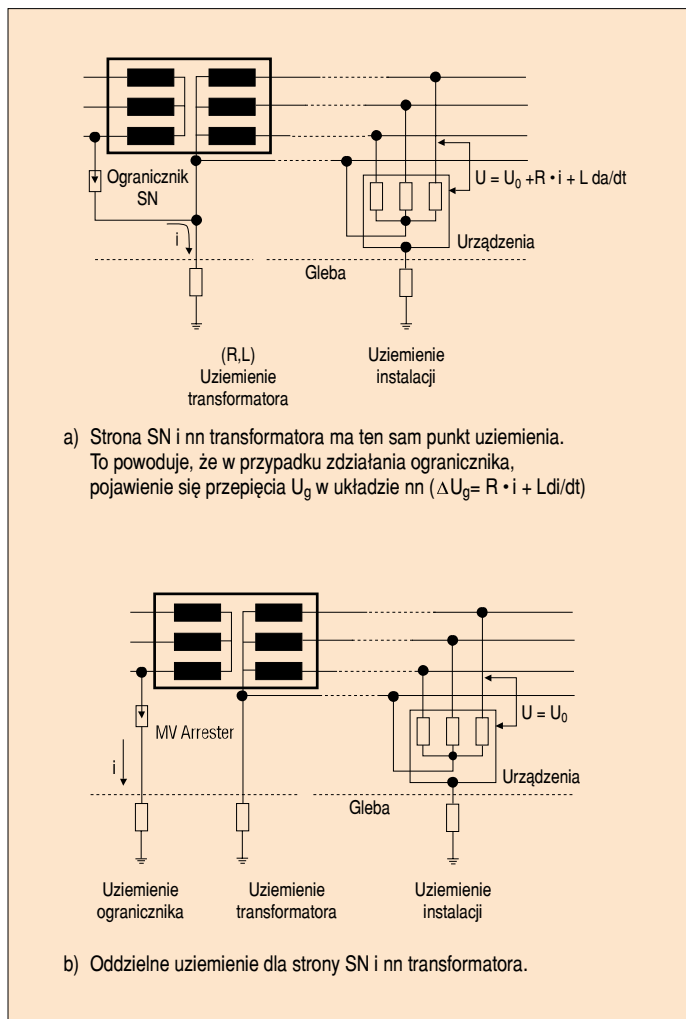 Ogranicznik
SN
i
U = U₀ +R • i + L da/dt
Urządzenia
Gleba
(R,L)
Uziemienie
transformatora
Uziemienie
instalacji
a) Strona SN i nn transformatora ma ten sam punkt uziemienia.
To powoduje, że w przypadku zdziałania ogranicznika,
pojawienie się przepięcia Ug w układzie nn (ΔUg= R • i + Ldi/dt)
MV Arrester
i
U = U₀
Urządzenia
Gleba
Uziemienie
ogranicznika
Uziemienie
transformatora
Uziemienie
instalacji
b) Oddzielne uziemienie dla strony SN i nn transformatora.